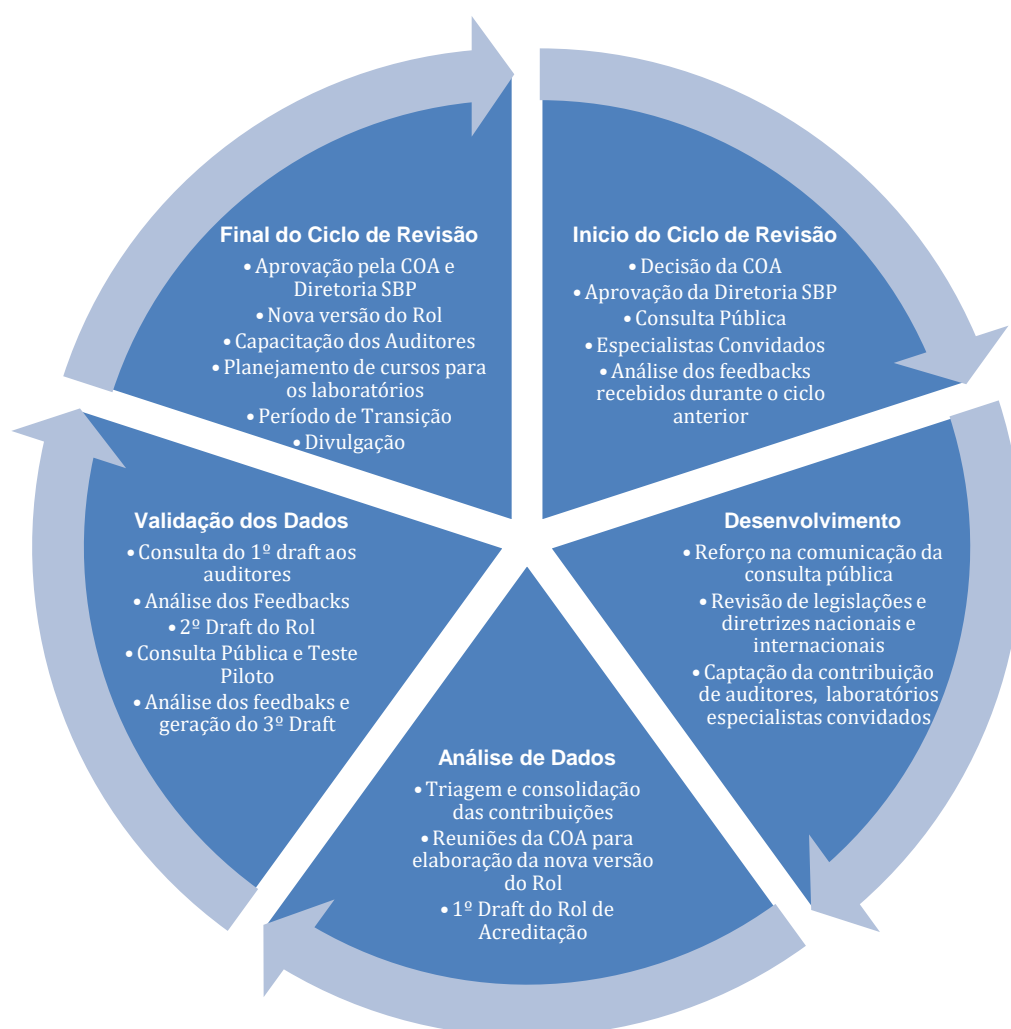 Inicio do Ciclo de Revisão
• Decisão da COA
• Aprovação da Diretoria SBP
• Consulta Pública
• Especialistas Convidados
• Análise dos feedbacks
recebidos durante o ciclo
anterior
Desenvolvimento
• Reforço na comunicação da
consulta pública
• Revisão de legislações e
diretrizes nacionais e
internacionais
• Captação da contribuição
de auditores, laboratórios
especialistas convidados
Análise de Dados
• Triagem e consolidação
das contribuições
• Reuniões da COA para
elaboração da nova versão
do Rol
• 1º Draft do Rol de
Acreditação
Validação dos Dados
• Consulta do 1º draft aos
auditores
• Análise dos Feedbacks
• 2º Draft do Rol
• Consulta Pública e Teste
Piloto
• Análise dos feedbaks e
geração do 3º Draft
Final do Ciclo de Revisão
• Aprovação pela COA e
Diretoria SBP
• Nova versão do Rol
• Capacitação dos Auditores
• Planejamento de cursos para
os laboratórios
• Período de Transição
• Divulgação